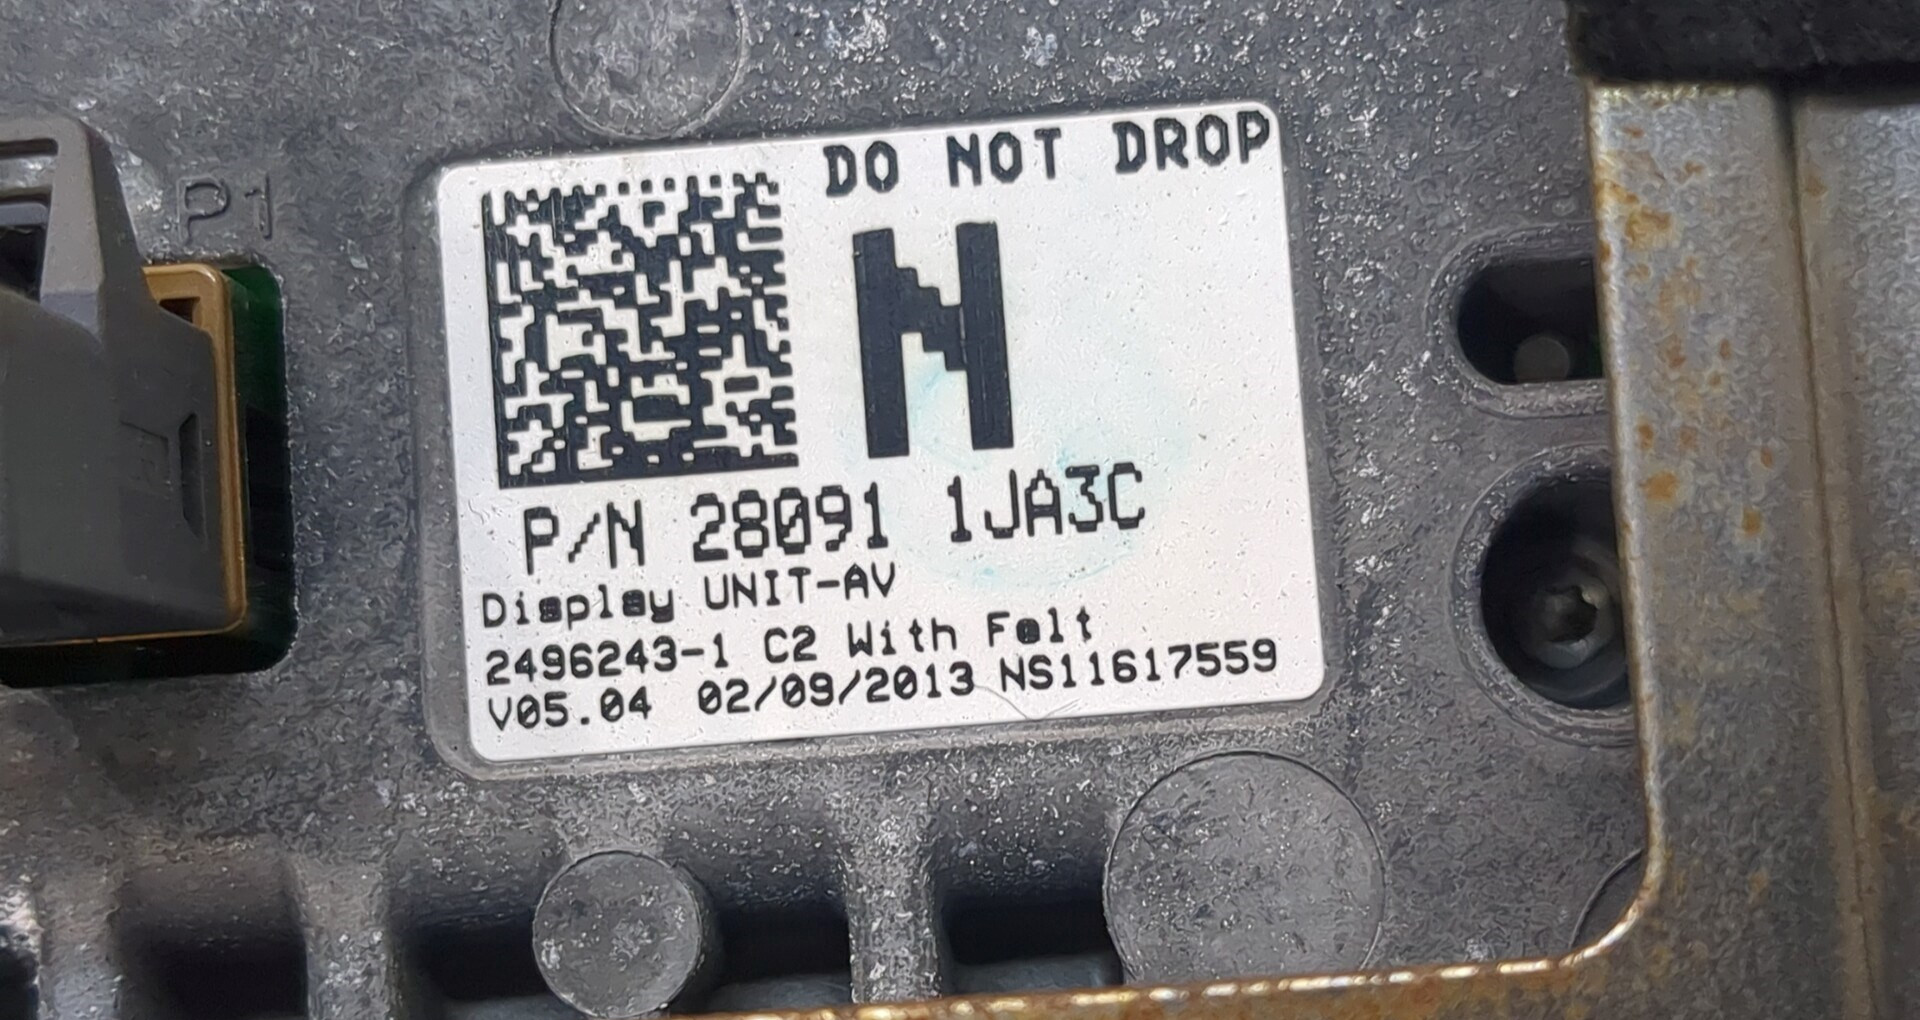 P1
DO NOT DROP
N
P/N 28091 1JA3C
Display UNIT-AV
2496243-1 C2 With Felt
V05.04 02/09/2013 NS11617559